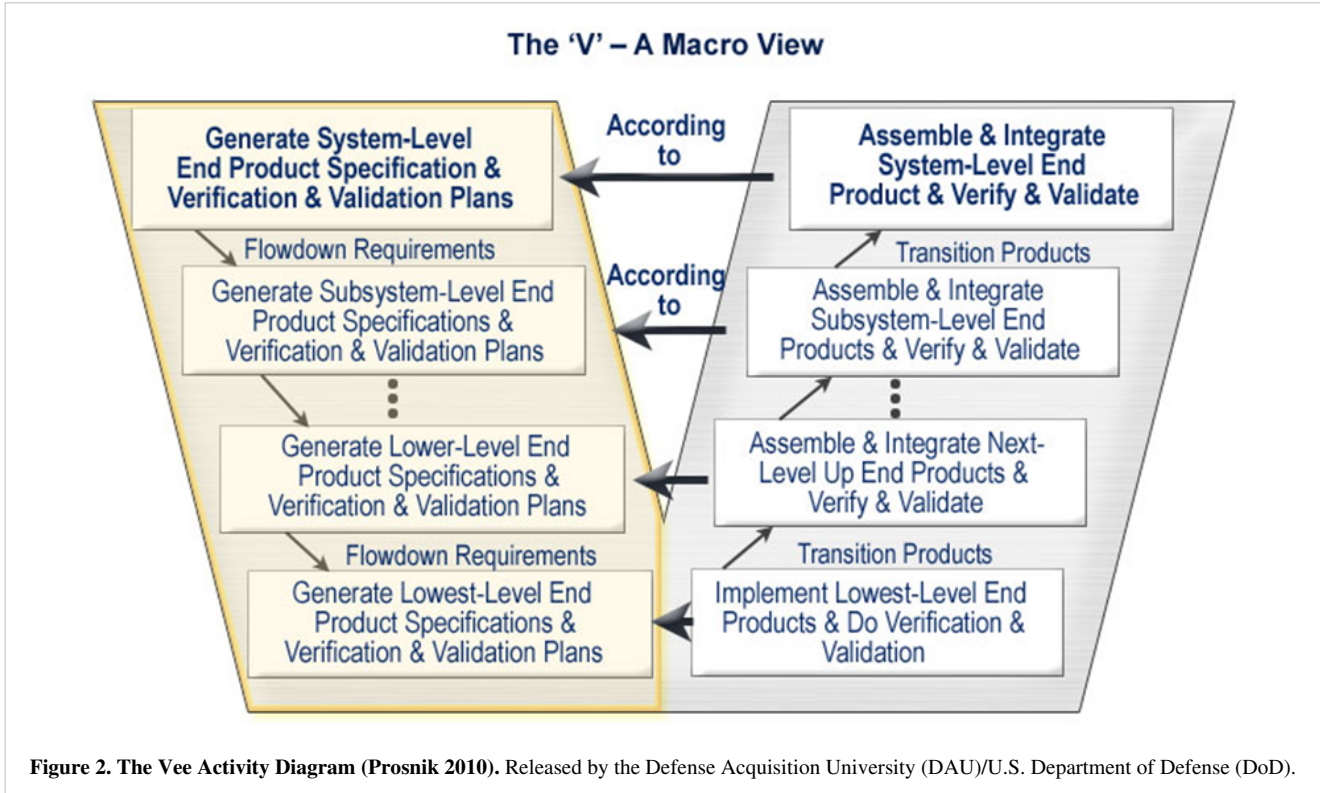 The ‘V’ – A Macro View
Generate System-Level
End Product Specification &
Verification & Validation Plans
According
to
Assemble & Integrate
System-Level End
Product & Verify & Validate
Flowdown Requirements
Transition Products
Generate Subsystem-Level End
Product Specifications &
Verification & Validation Plans
According
to
Assemble & Integrate
Subsystem-Level End
Products & Verify & Validate
Generate Lower-Level End
Product Specifications &
Verification & Validation Plans
Assemble & Integrate Next-
Level Up End Products &
Verify & Validate
Flowdown Requirements
Transition Products
Generate Lowest-Level End
Product Specifications &
Verification & Validation Plans
Implement Lowest-Level End
Products & Do Verification &
Validation
Figure 2. The Vee Activity Diagram (Prosnik 2010). Released by the Defense Acquisition University (DAU)/U.S. Department of Defense (DoD).